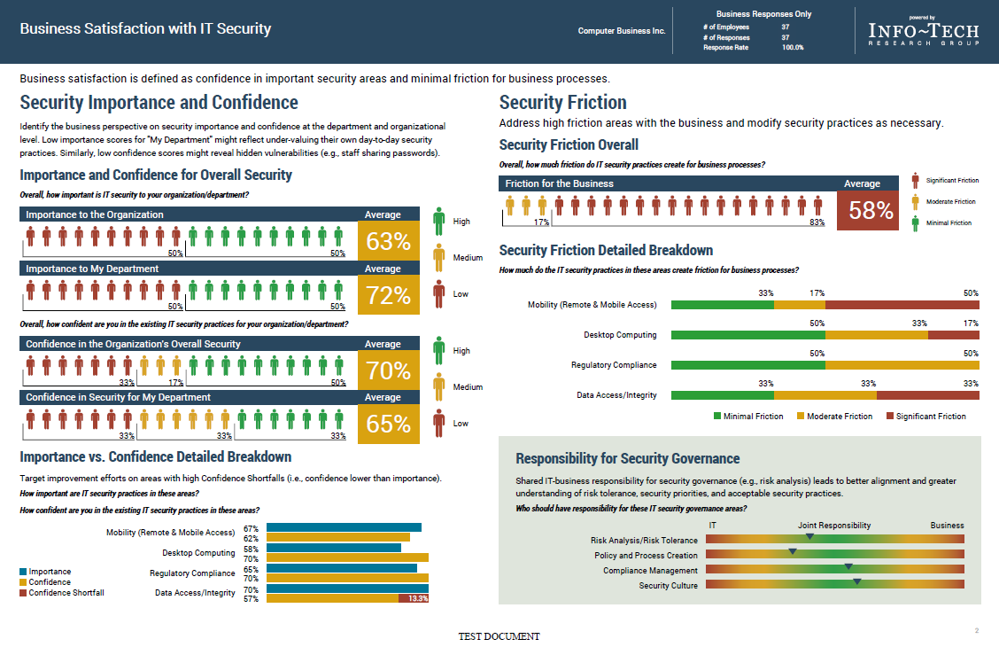 Business Satisfaction with IT Security
Computer Business Inc.
Business Responses Only
# of Employees 37
# of Responses 37
Response Rate 100.0%
powered by
INFO~TECH
RESEARCH GROUP
Business satisfaction is defined as confidence in important security areas and minimal friction for business processes.
Security Importance and Confidence
Identify the business perspective on security importance and confidence at the department and organizational
level. Low importance scores for "My Department" might reflect under-valuing their own day-to-day security
practices. Similarly, low confidence scores might reveal hidden vulnerabilities (e.g., staff sharing passwords).
Importance and Confidence for Overall Security
Overall, how important is IT security to your organization/department?
Importance to the Organization Average
50% 50% 63%
Importance to My Department Average
50% 50% 72%
High
Medium
Low
Overall, how confident are you in the existing IT security practices for your organization/department?
Confidence in the Organization's Overall Security Average
33% 17% 50% 70%
Confidence in Security for My Department Average
33% 33% 33% 65%
High
Medium
Low
Importance vs. Confidence Detailed Breakdown
Target improvement efforts on areas with high Confidence Shortfalls (i.e., confidence lower than importance).
How important are IT security practices in these areas?
How confident are you in the existing IT security practices in these areas?
Mobility (Remote & Mobile Access) 67%
62%
Desktop Computing 58%
70%
Regulatory Compliance 65%
70%
Data Access/Integrity 70%
57% 13.3%
Importance
Confidence
Confidence Shortfall
Security Friction
Address high friction areas with the business and modify security practices as necessary.
Security Friction Overall
Overall, how much friction do IT security practices create for business processes?
Friction for the Business Average
17% 83% 58%
Significant Friction
Moderate Friction
Minimal Friction
Security Friction Detailed Breakdown
How much do the IT security practices in these areas create friction for business processes?
33% 17% 50%
Mobility (Remote & Mobile Access)
50% 33% 17%
Desktop Computing
50% 50%
Regulatory Compliance
33% 33% 33%
Data Access/Integrity
Minimal Friction Moderate Friction Significant Friction
Responsibility for Security Governance
Shared IT-business responsibility for security governance (e.g., risk analysis) leads to better alignment and greater
understanding of risk tolerance, security priorities, and acceptable security practices.
Who should have responsibility for these IT security governance areas?
IT Joint Responsibility Business
Risk Analysis/Risk Tolerance
Policy and Process Creation
Compliance Management
Security Culture
TEST DOCUMENT
2